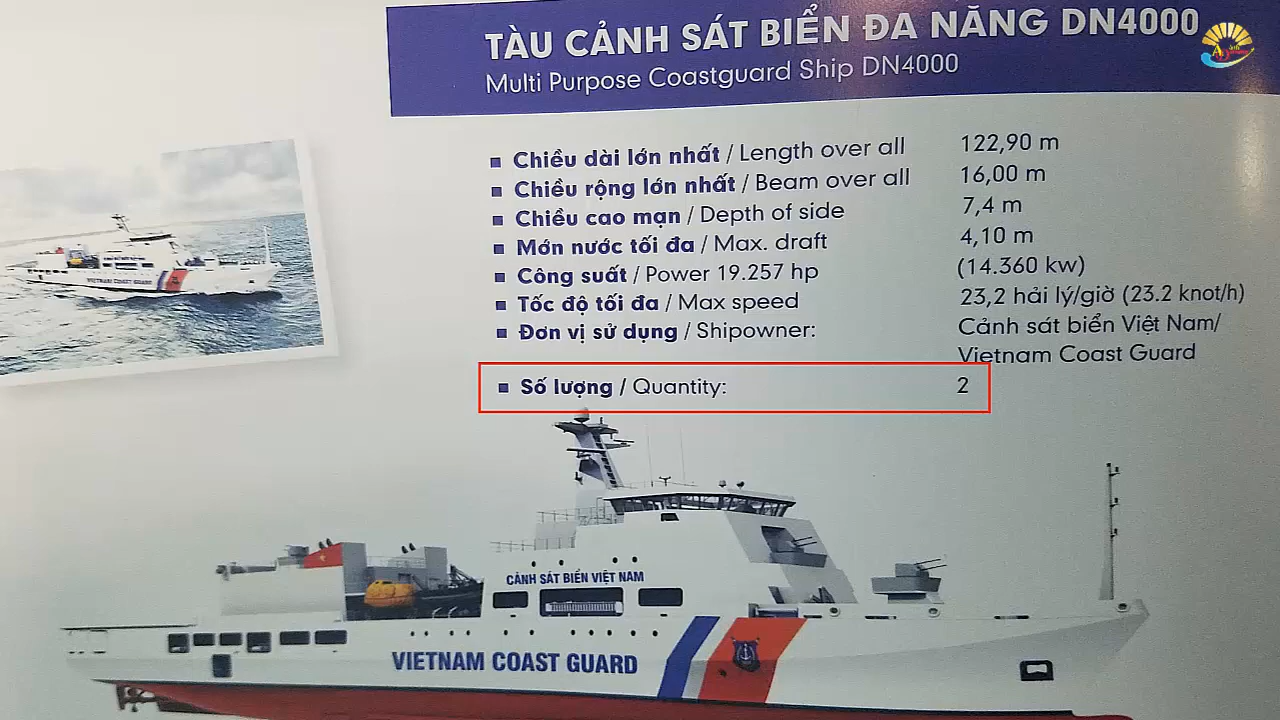 TÀU CẢNH SÁT BIỂN ĐA NĂNG DN4000
Multi Purpose Coastguard Ship DN4000
Chiều dài lớn nhất / Length over all 122,90 m
Chiều rộng lớn nhất / Beam over all 16,00 m
Chiều cao mạn / Depth of side 7,4 m
Món nước tối đa / Max. draft 4,10 m
Công suất / Power 19.257 hp (14.360 kw)
Tốc độ tối đa / Max speed 23,2 hải lý/giờ (23.2 knot/h)
Đơn vị sử dụng / Shipowner: Cảnh sát biển Việt Nam/
Vietnam Coast Guard
Số lượng / Quantity: 2
VIETNAM COAST GUARD
CẢNH SÁT BIỂN VIỆT NAM
VIETNAM COAST GUARD